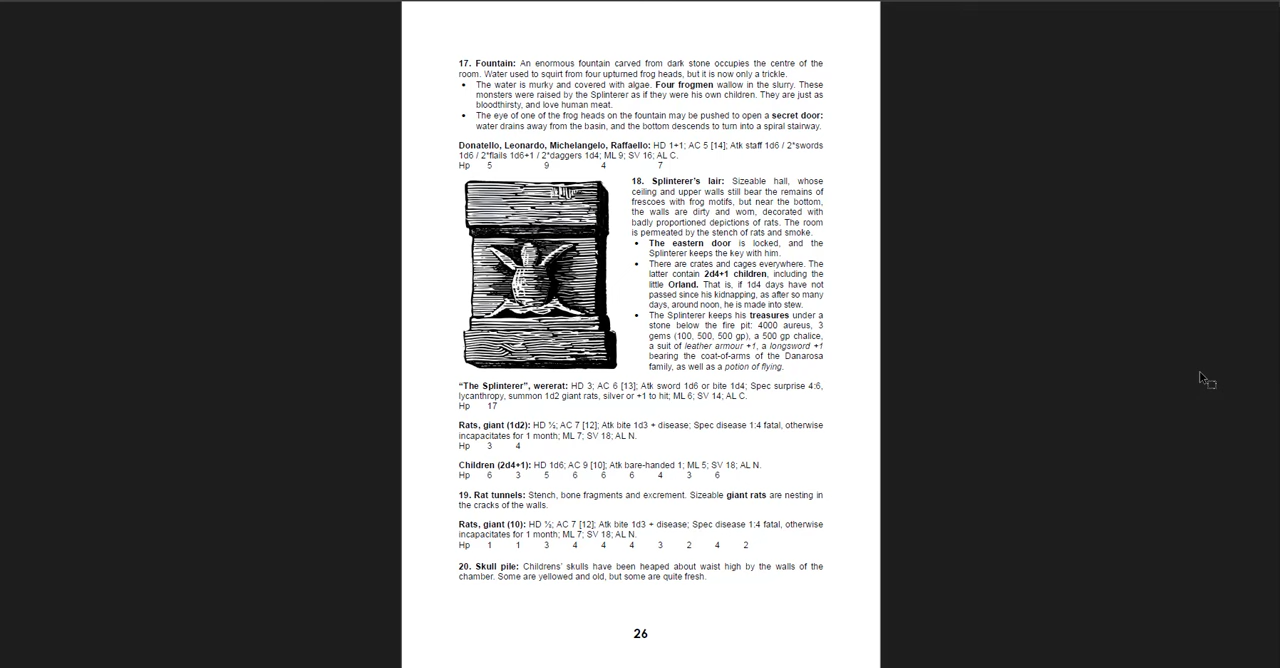 17. Fountain: An enormous fountain carved from dark stone occupies the centre of the
room. Water used to squirt from four upturned frog heads, but it is now only a trickle.
• The water is murky and covered with algae. Four frogmen wallow in the slurry. These
monsters were raised by the Splinterer as if they were his own children. They are just as
bloodthirsty, and love human meat.
• The eye of one of the frog heads on the fountain may be pushed to open a secret door:
water drains away from the basin, and the bottom descends to turn into a spiral stairway.
Donatello, Leonardo, Michelangelo, Raffaello: HD 1+1; AC 5 [14]; Atk staff 1d6 / 2*swords
1d6 / 2*flails 1d6+1 / 2*daggers 1d4; ML 9; SV 16; AL C.
Hp 5 9 4 7
18. Splinterer's lair: Sizeable hall, whose
ceiling and upper walls still bear the remains of
frescoes with frog motifs, but near the bottom,
the walls are dirty and worn, decorated with
badly proportioned depictions of rats. The room
is permeated by the stench of rats and smoke.
• The eastern door is locked, and the
Splinterer keeps the key with him.
• There are crates and cages everywhere. The
latter contain 2d4+1 children, including the
little Orland. That is, if 1d4 days have not
passed since his kidnapping, as after so many
days, around noon, he is made into stew.
• The Splinterer keeps his treasures under a
stone below the fire pit: 4000 aureus, 3
gems (100, 500, 500 gp), a 500 gp chalice,
a suit of leather armour +1, a longsword +1
bearing the coat-of-arms of the Danarosa
family, as well as a potion of flying.
"The Splinterer", wererat: HD 3; AC 6 [13]; Atk sword 1d6 or bite 1d4; Spec surprise 4:6,
lycanthropy, summon 1d2 giant rats, silver or +1 to hit; ML 6; SV 14; AL C.
Hp 17
Rats, giant (1d2): HD ½; AC 7 [12]; Atk bite 1d3 + disease; Spec disease 1:4 fatal, otherwise
incapacitates for 1 month; ML 7; SV 18; AL N.
Hp 3 4
Children (2d4+1): HD 1d6; AC 9 [10]; Atk bare-handed 1; ML 5; SV 18; AL N.
Hp 6 3 5 6 6 6 4 3 6
19. Rat tunnels: Stench, bone fragments and excrement. Sizeable giant rats are nesting in
the cracks of the walls.
Rats, giant (10): HD ½; AC 7 [12]; Atk bite 1d3 + disease; Spec disease 1:4 fatal, otherwise
incapacitates for 1 month; ML 7; SV 18; AL N.
Hp 1 1 3 4 4 4 3 2 4 2
20. Skull pile: Childrens' skulls have been heaped about waist high by the walls of the
chamber. Some are yellowed and old, but some are quite fresh.
26